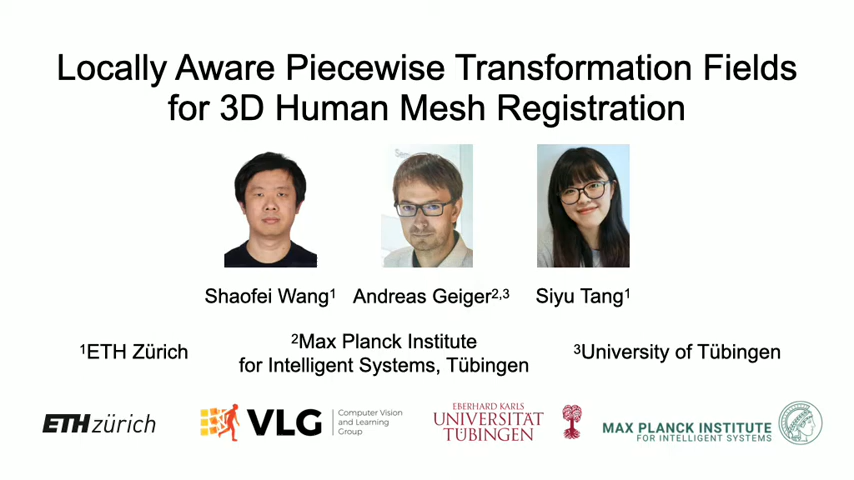 Locally Aware Piecewise Transformation Fields
for 3D Human Mesh Registration
Shaofei Wang¹ Andreas Geiger²,³ Siyu Tang¹
¹ETH Zürich
²Max Planck Institute
for Intelligent Systems, Tübingen
³University of Tübingen
ETH zürich
VLG
Computer Vision
and Learning
Group
EBERHARD KARLS
UNIVERSITÄT
TÜBINGEN
MAX PLANCK INSTITUTE
FOR INTELLIGENT SYSTEMS